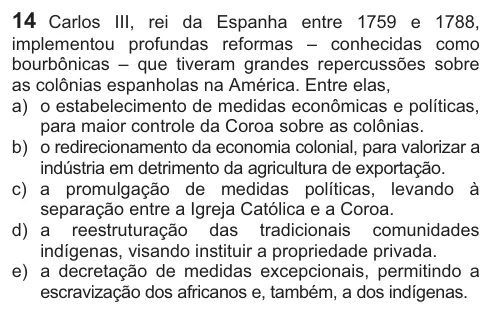 14 Carlos III, rei da Espanha entre 1759 e 1788,
implementou profundas reformas – conhecidas como
bourbônicas – que tiveram grandes repercussões sobre
as colônias espanholas na América. Entre elas,
a) o estabelecimento de medidas econômicas e políticas,
para maior controle da Coroa sobre as colônias.
b) o redirecionamento da economia colonial, para valorizar a
indústria em detrimento da agricultura de exportação.
c) a promulgação de medidas políticas, levando à
separação entre a Igreja Católica e a Coroa.
d) a reestruturação das tradicionais comunidades
indígenas, visando instituir a propriedade privada.
e) a decretação de medidas excepcionais, permitindo a
escravização dos africanos e, também, a dos indígenas.